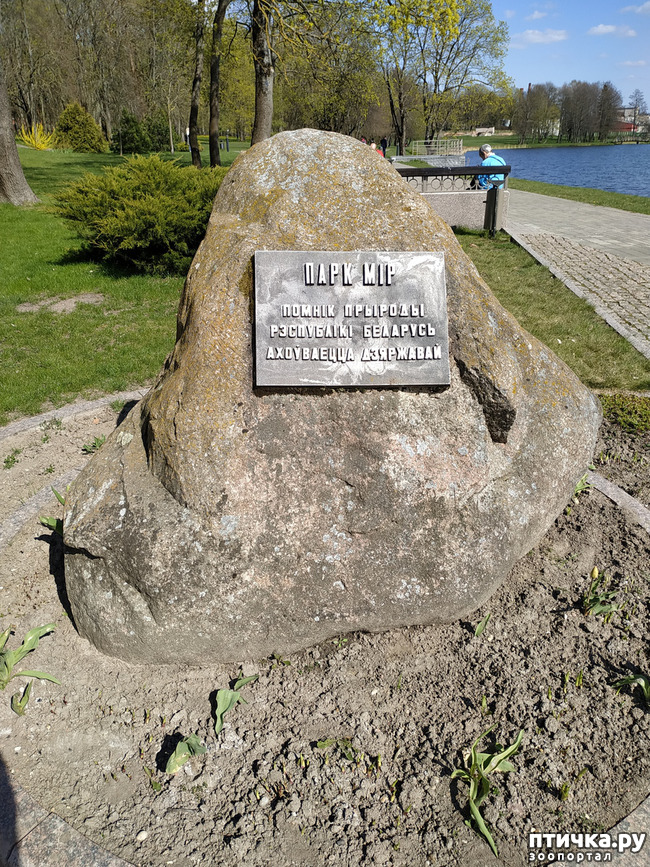 ПАРК МІР
ПОМНІК ПРЫРОДЫ
РЭСПУБЛІКІ БЕЛАРУСЬ
АХОЎВАЕЦЦА ДЗЯРЖАВАЙ
птичка.ру
зоопортал